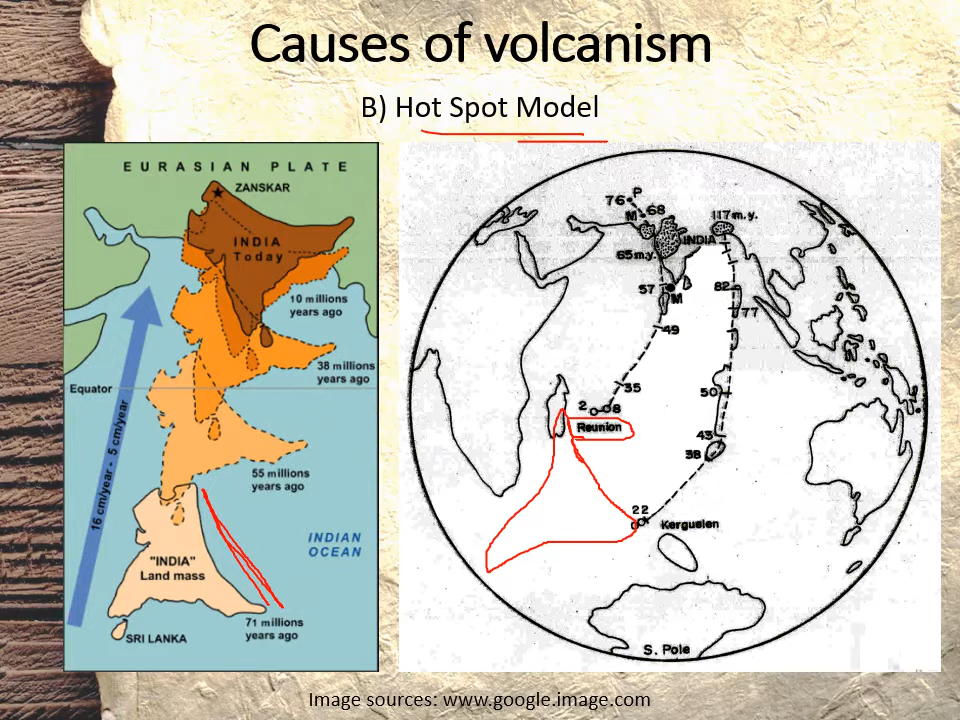 Causes of volcanism
B) Hot Spot Model
EURASIAN PLATE
ZANSKAR
INDIA
Today
10 millions
years ago
38 millions
years ago
Equator
16 cm/year - 5 cm/year
55 millions
years ago
INDIAN
OCEAN
"INDIA"
Land mass
71 millions
years ago
SRI LANKA
P
76
M
68
117 m.y.
INDIA
65 m.y.
57
M
82
77
49
35
2
8
50
Reunion
43
38
22
Kerguelen
S. Pole
Image sources: www.google.image.com